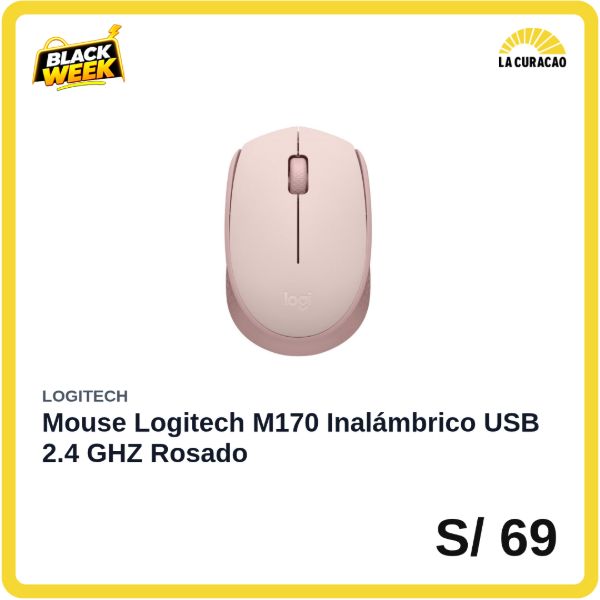 BLACK
WEEK
LA CURACAO
logi
LOGITECH
Mouse Logitech M170 Inalámbrico USB
2.4 GHZ Rosado
S/ 69